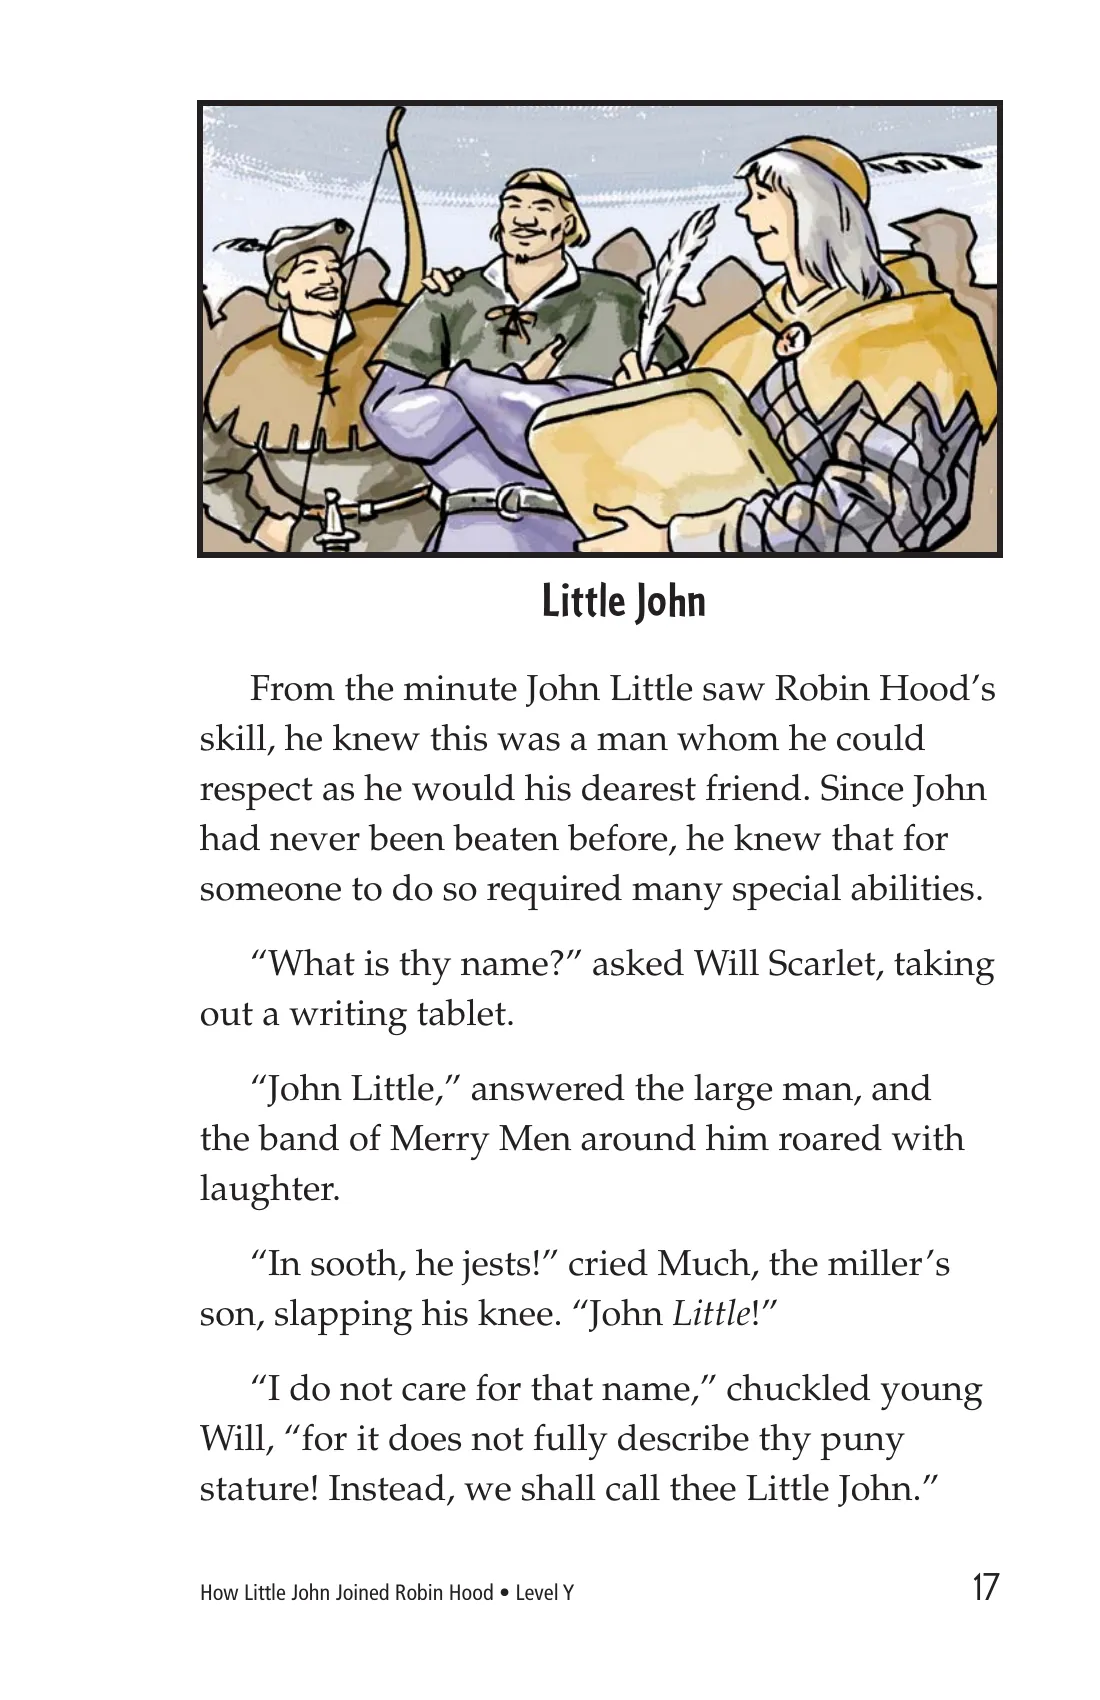 Little John
From the minute John Little saw Robin Hood’s
skill, he knew this was a man whom he could
respect as he would his dearest friend. Since John
had never been beaten before, he knew that for
someone to do so required many special abilities.
“What is thy name?” asked Will Scarlet, taking
out a writing tablet.
“John Little,” answered the large man, and
the band of Merry Men around him roared with
laughter.
“In sooth, he jests!” cried Much, the miller’s
son, slapping his knee. “John Little!”
“I do not care for that name,” chuckled young
Will, “for it does not fully describe thy puny
stature! Instead, we shall call thee Little John.”
How Little John Joined Robin Hood • Level Y
17